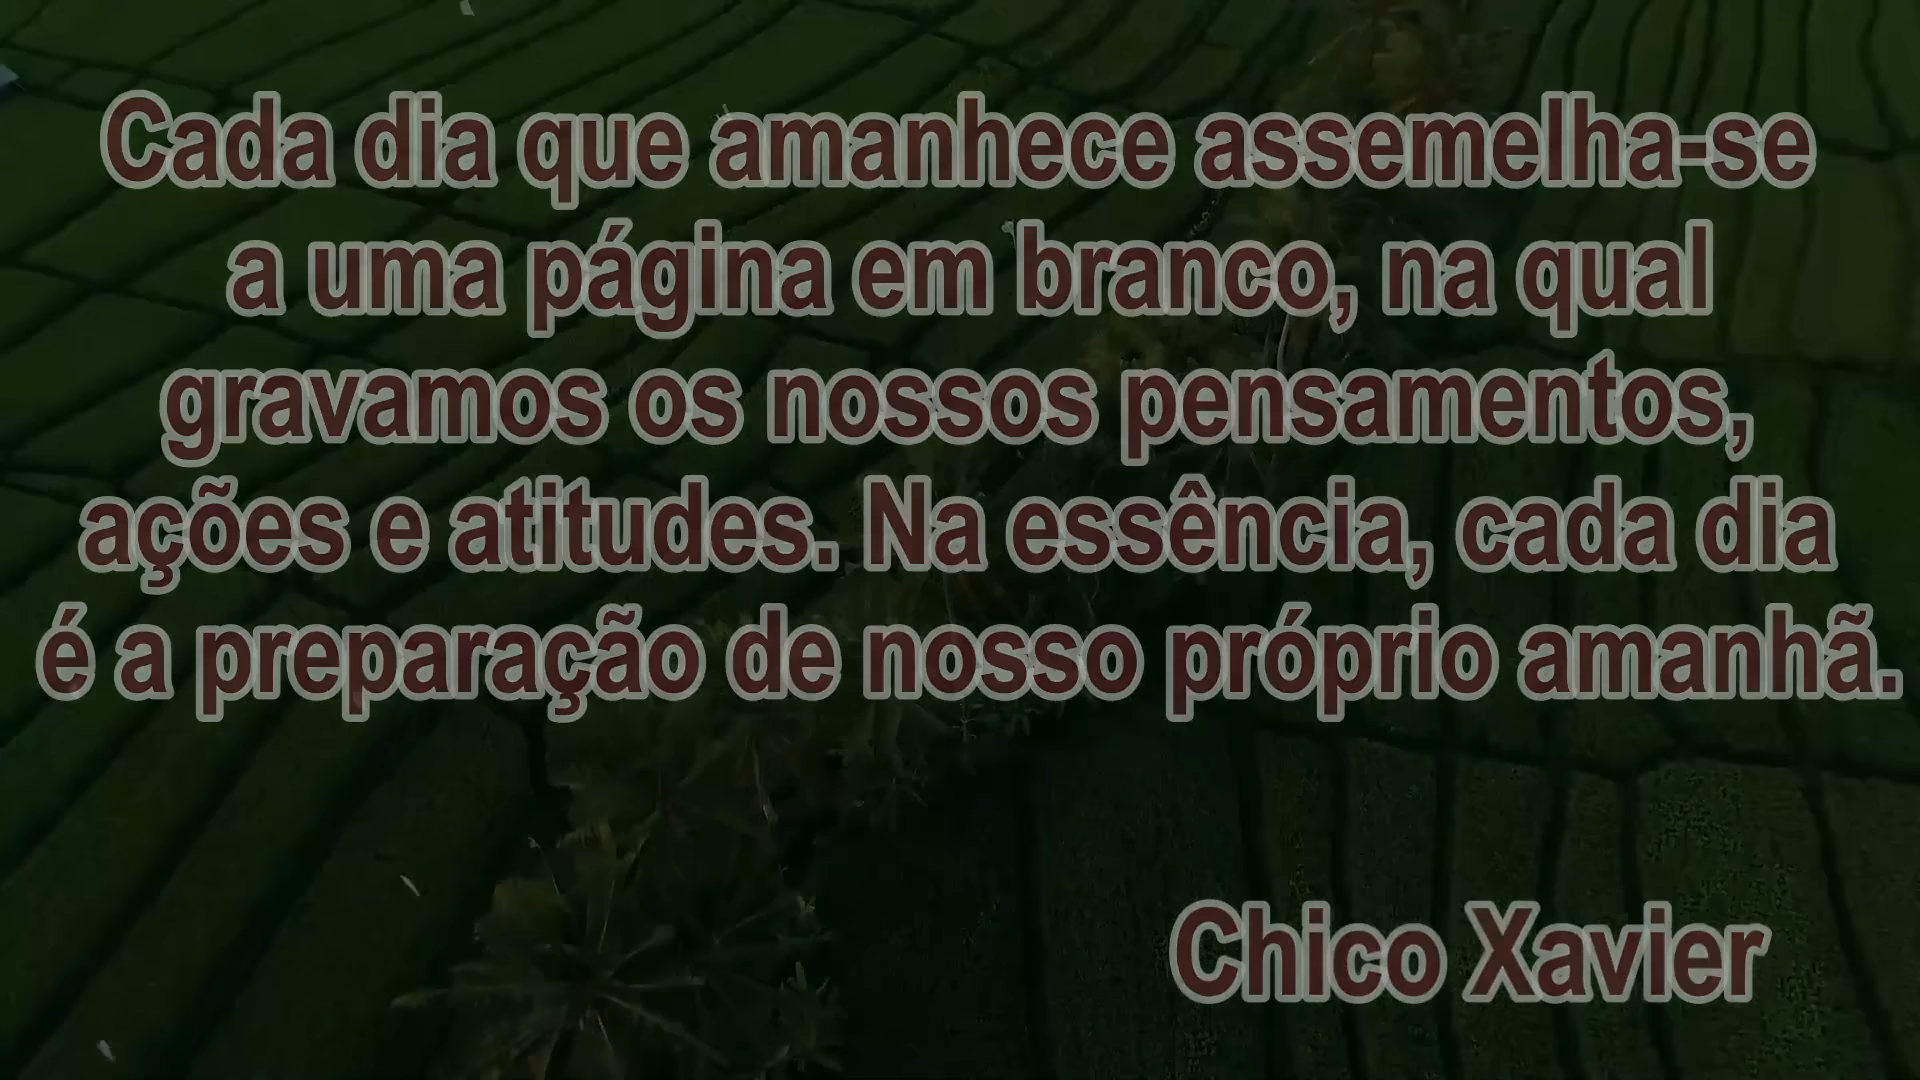 Cada dia que amanhece assemelha-se
a uma página em branco, na qual
gravamos os nossos pensamentos,
ações e atitudes. Na essência, cada dia
é a preparação de nosso próprio amanhã.
Chico Xavier